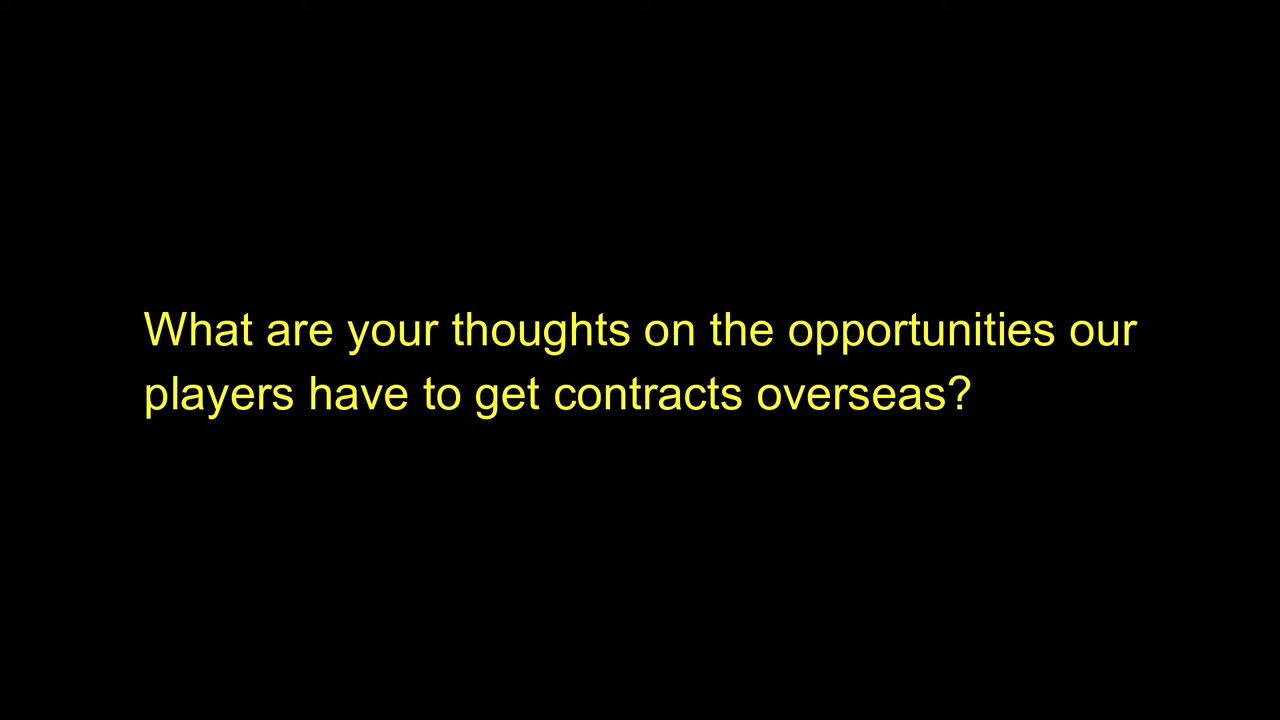 What are your thoughts on the opportunities our
players have to get contracts overseas?